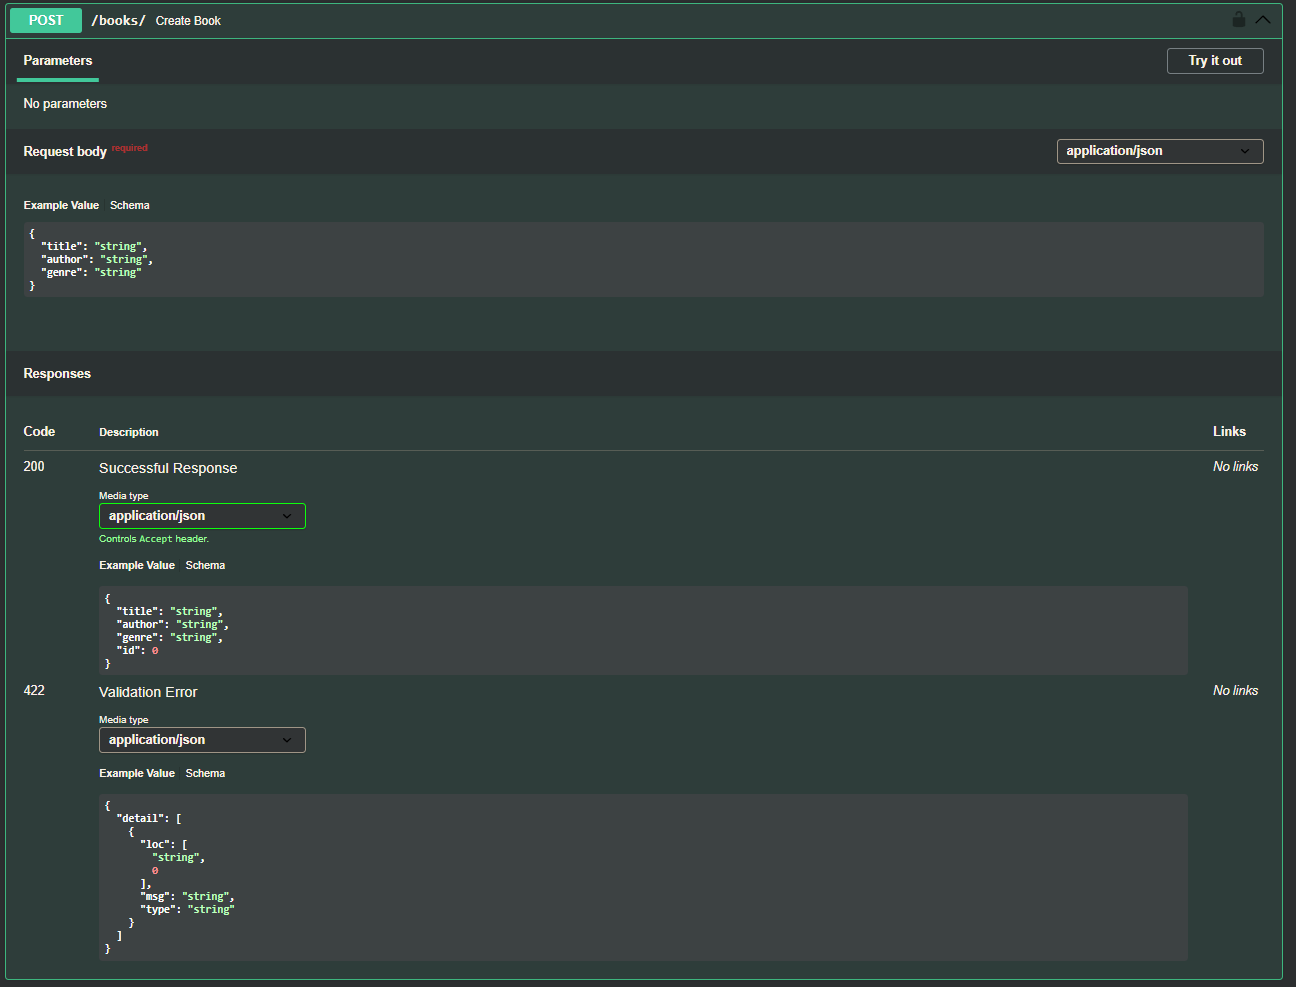 POST /books/ Create Book
Parameters
Try it out
No parameters
Request body required
application/json
Example Value Schema
{
  "title": "string",
  "author": "string",
  "genre": "string"
}
Responses
Code Description Links
200 Successful Response No links
Media type
application/json
Controls Accept header.
Example Value Schema
{
  "title": "string",
  "author": "string",
  "genre": "string",
  "id": 0
}
422 Validation Error No links
Media type
application/json
Example Value Schema
{
  "detail": [
    {
      "loc": [
        "string",
        0
      ],
      "msg": "string",
      "type": "string"
    }
  ]
}